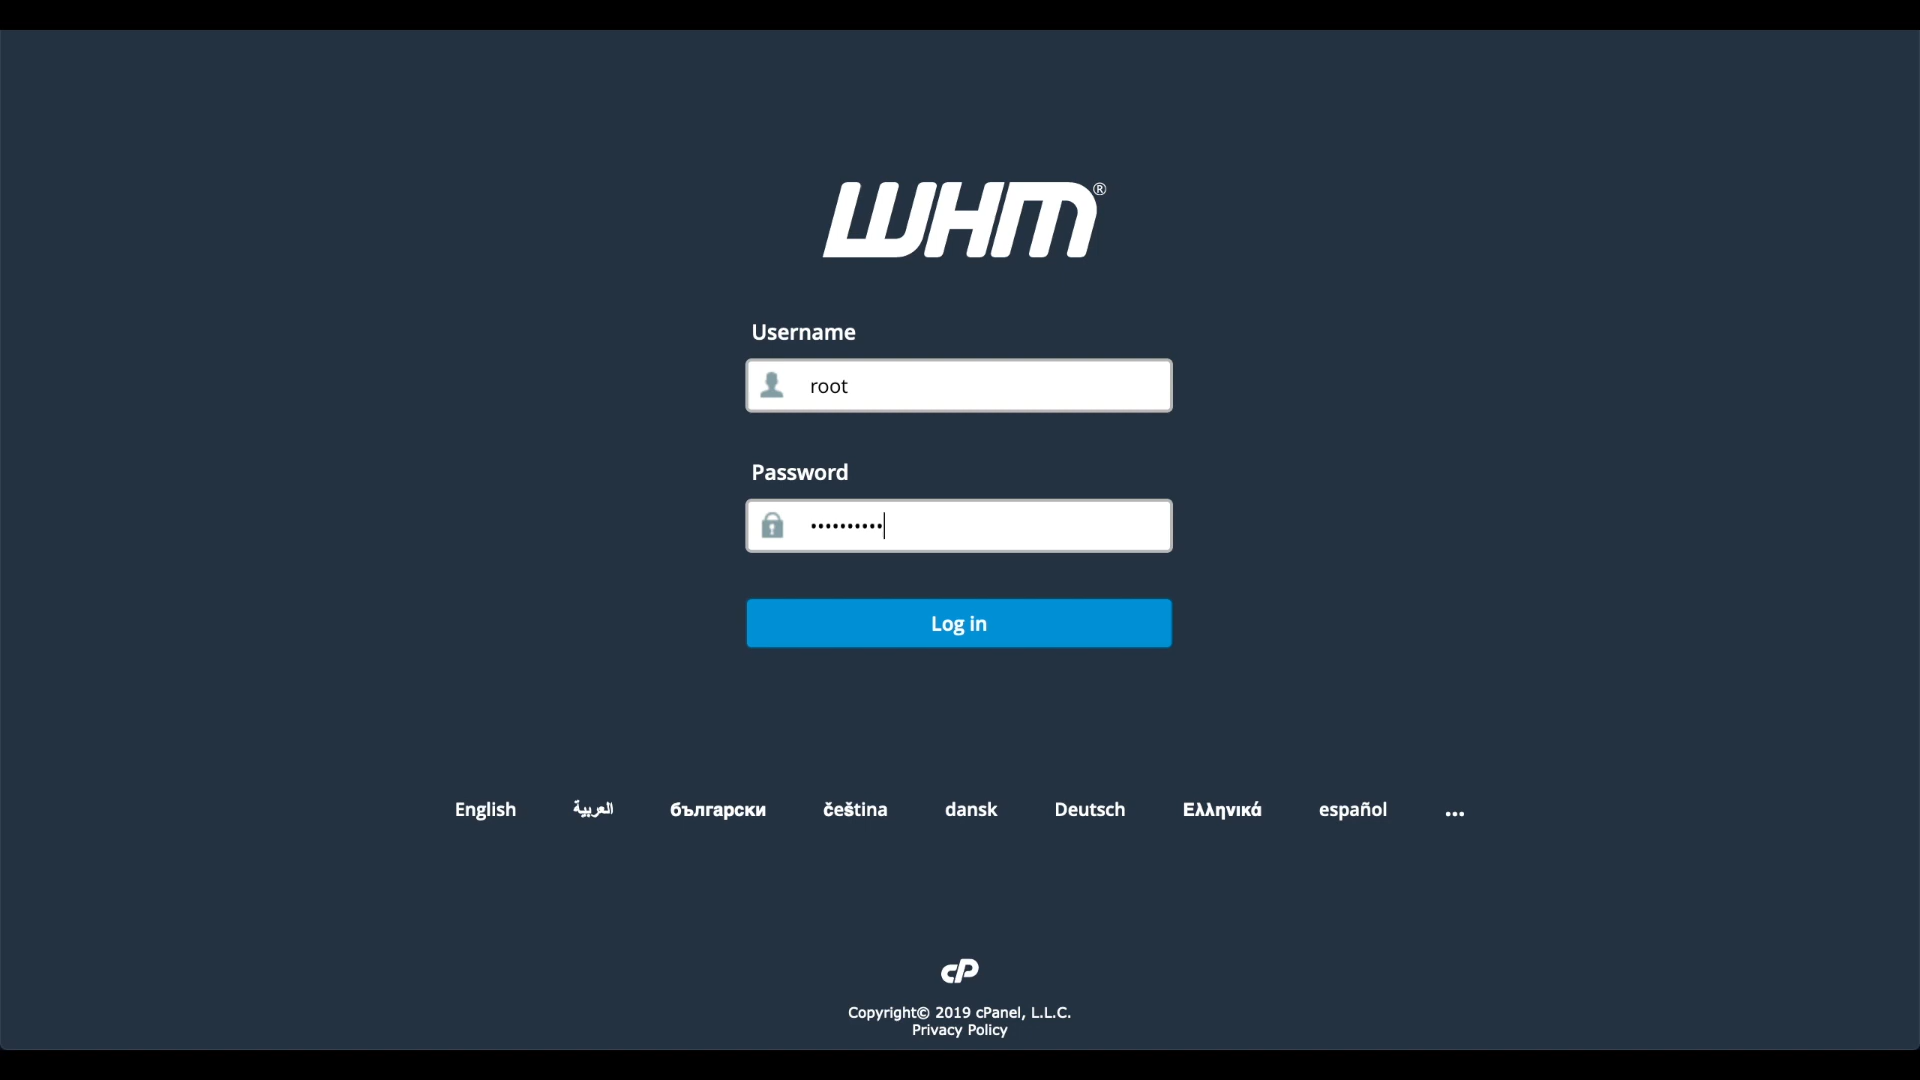 WHM®
Username
root
Password
Log in
English العربية български čeština dansk Deutsch Ελληνικά español ...
cP
Copyright© 2019 cPanel, L.L.C.
Privacy Policy